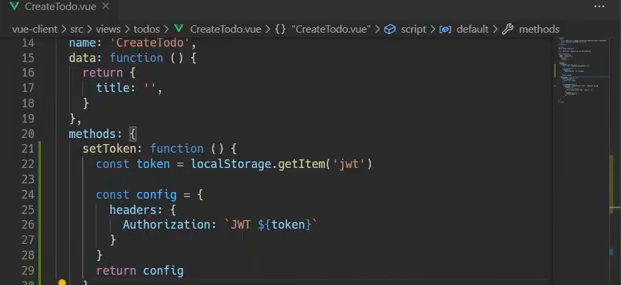 CreateTodo.vue ×
vue-client > src > views > todos > CreateTodo.vue > {} "CreateTodo.vue" > script > default > methods
14 name: 'CreateTodo',
15 data: function () {
16 return {
17 title: '',
18 }
19 },
20 methods: {
21 setToken: function () {
22 const token = localStorage.getItem('jwt')
23
24 const config = {
25 headers: {
26 Authorization: `JWT ${token}`
27 }
28 }
29 return config